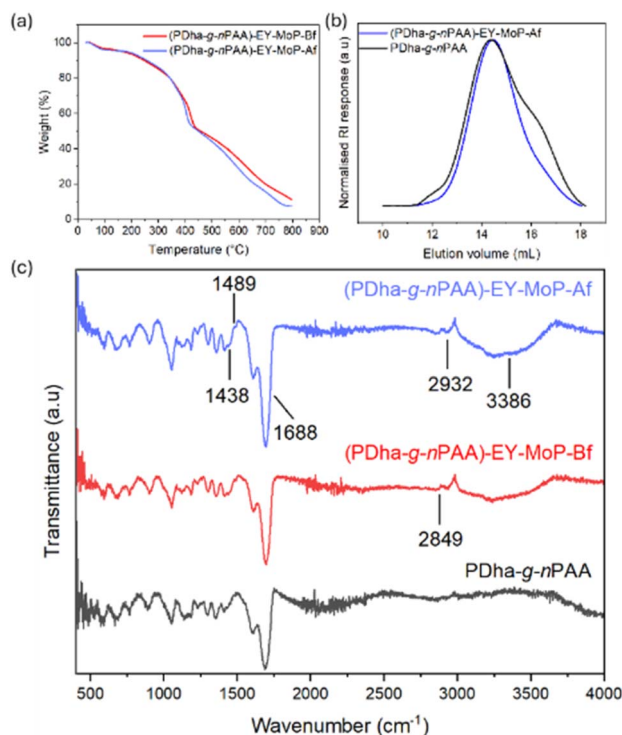 (a)
(PDha-g-nPAA)-EY-MoP-Bf
(PDha-g-nPAA)-EY-MoP-Af
100
80
60
40
20
0
Weight (%)
0 100 200 300 400 500 600 700 800 900
Temperature (°C)
(b)
(PDha-g-nPAA)-EY-MoP-Af
PDha-g-nPAA
Normalised RI response (a u)
10 12 14 16 18
Elution volume (mL)
(c)
1489
(PDha-g-nPAA)-EY-MoP-Af
1438
1688
2932
3386
(PDha-g-nPAA)-EY-MoP-Bf
2849
PDha-g-nPAA
Transmittance (a.u)
500 1000 1500 2000 2500 3000 3500 4000
Wavenumber (cm⁻¹)